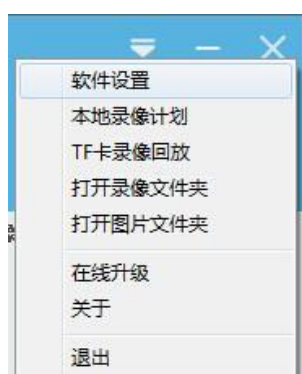 软件设置
本地录像计划
TF卡录像回放
打开录像文件夹
打开图片文件夹
在线升级
关于
退出